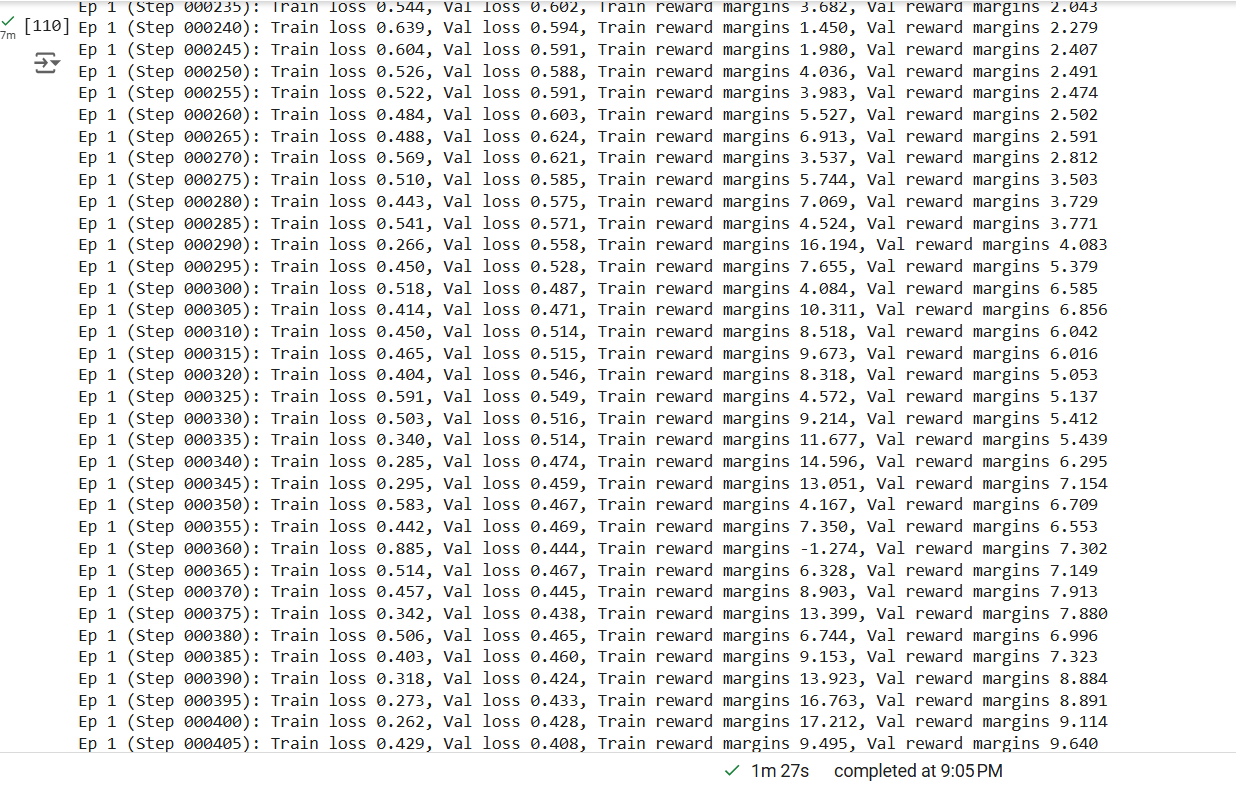 Ep 1 (Step 000235): Train loss 0.544, Val loss 0.602, Train reward margins 3.682, Val reward margins 2.043
[110] Ep 1 (Step 000240): Train loss 0.639, Val loss 0.594, Train reward margins 1.450, Val reward margins 2.279
7m
Ep 1 (Step 000245): Train loss 0.604, Val loss 0.591, Train reward margins 1.980, Val reward margins 2.407
Ep 1 (Step 000250): Train loss 0.526, Val loss 0.588, Train reward margins 4.036, Val reward margins 2.491
Ep 1 (Step 000255): Train loss 0.522, Val loss 0.591, Train reward margins 3.983, Val reward margins 2.474
Ep 1 (Step 000260): Train loss 0.484, Val loss 0.603, Train reward margins 5.527, Val reward margins 2.502
Ep 1 (Step 000265): Train loss 0.488, Val loss 0.624, Train reward margins 6.913, Val reward margins 2.591
Ep 1 (Step 000270): Train loss 0.569, Val loss 0.621, Train reward margins 3.537, Val reward margins 2.812
Ep 1 (Step 000275): Train loss 0.510, Val loss 0.585, Train reward margins 5.744, Val reward margins 3.503
Ep 1 (Step 000280): Train loss 0.443, Val loss 0.575, Train reward margins 7.069, Val reward margins 3.729
Ep 1 (Step 000285): Train loss 0.541, Val loss 0.571, Train reward margins 4.524, Val reward margins 3.771
Ep 1 (Step 000290): Train loss 0.266, Val loss 0.558, Train reward margins 16.194, Val reward margins 4.083
Ep 1 (Step 000295): Train loss 0.450, Val loss 0.528, Train reward margins 7.655, Val reward margins 5.379
Ep 1 (Step 000300): Train loss 0.518, Val loss 0.487, Train reward margins 4.084, Val reward margins 6.585
Ep 1 (Step 000305): Train loss 0.414, Val loss 0.471, Train reward margins 10.311, Val reward margins 6.856
Ep 1 (Step 000310): Train loss 0.450, Val loss 0.514, Train reward margins 8.518, Val reward margins 6.042
Ep 1 (Step 000315): Train loss 0.465, Val loss 0.515, Train reward margins 9.673, Val reward margins 6.016
Ep 1 (Step 000320): Train loss 0.404, Val loss 0.546, Train reward margins 8.318, Val reward margins 5.053
Ep 1 (Step 000325): Train loss 0.591, Val loss 0.549, Train reward margins 4.572, Val reward margins 5.137
Ep 1 (Step 000330): Train loss 0.503, Val loss 0.516, Train reward margins 9.214, Val reward margins 5.412
Ep 1 (Step 000335): Train loss 0.340, Val loss 0.514, Train reward margins 11.677, Val reward margins 5.439
Ep 1 (Step 000340): Train loss 0.285, Val loss 0.474, Train reward margins 14.596, Val reward margins 6.295
Ep 1 (Step 000345): Train loss 0.295, Val loss 0.459, Train reward margins 13.051, Val reward margins 7.154
Ep 1 (Step 000350): Train loss 0.583, Val loss 0.467, Train reward margins 4.167, Val reward margins 6.709
Ep 1 (Step 000355): Train loss 0.442, Val loss 0.469, Train reward margins 7.350, Val reward margins 6.553
Ep 1 (Step 000360): Train loss 0.885, Val loss 0.444, Train reward margins -1.274, Val reward margins 7.302
Ep 1 (Step 000365): Train loss 0.514, Val loss 0.467, Train reward margins 6.328, Val reward margins 7.149
Ep 1 (Step 000370): Train loss 0.457, Val loss 0.445, Train reward margins 8.903, Val reward margins 7.913
Ep 1 (Step 000375): Train loss 0.342, Val loss 0.438, Train reward margins 13.399, Val reward margins 7.880
Ep 1 (Step 000380): Train loss 0.506, Val loss 0.465, Train reward margins 6.744, Val reward margins 6.996
Ep 1 (Step 000385): Train loss 0.403, Val loss 0.460, Train reward margins 9.153, Val reward margins 7.323
Ep 1 (Step 000390): Train loss 0.318, Val loss 0.424, Train reward margins 13.923, Val reward margins 8.884
Ep 1 (Step 000395): Train loss 0.273, Val loss 0.433, Train reward margins 16.763, Val reward margins 8.891
Ep 1 (Step 000400): Train loss 0.262, Val loss 0.428, Train reward margins 17.212, Val reward margins 9.114
Ep 1 (Step 000405): Train loss 0.429, Val loss 0.408, Train reward margins 9.495, Val reward margins 9.640
1m 27s completed at 9:05 PM